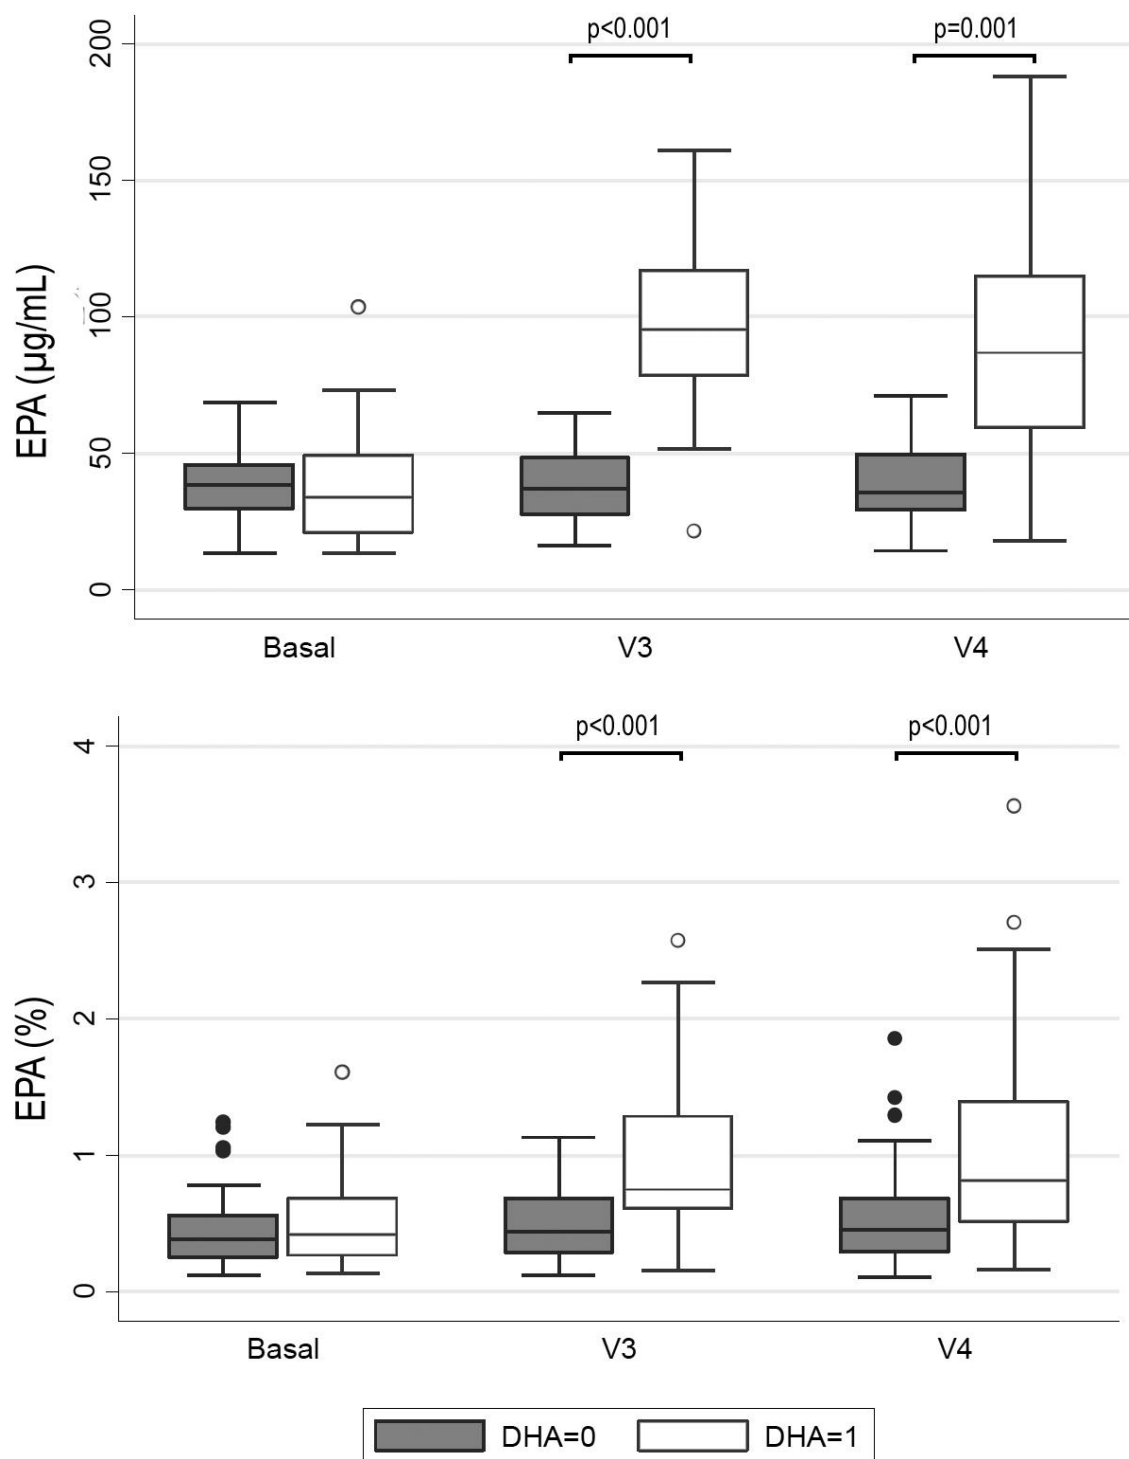 p<0.001 p=0.001
200
150
100
50
0
EPA (µg/mL)
Basal V3 V4
p<0.001 p<0.001
4
3
2
1
0
EPA (%)
Basal V3 V4
DHA=0 DHA=1